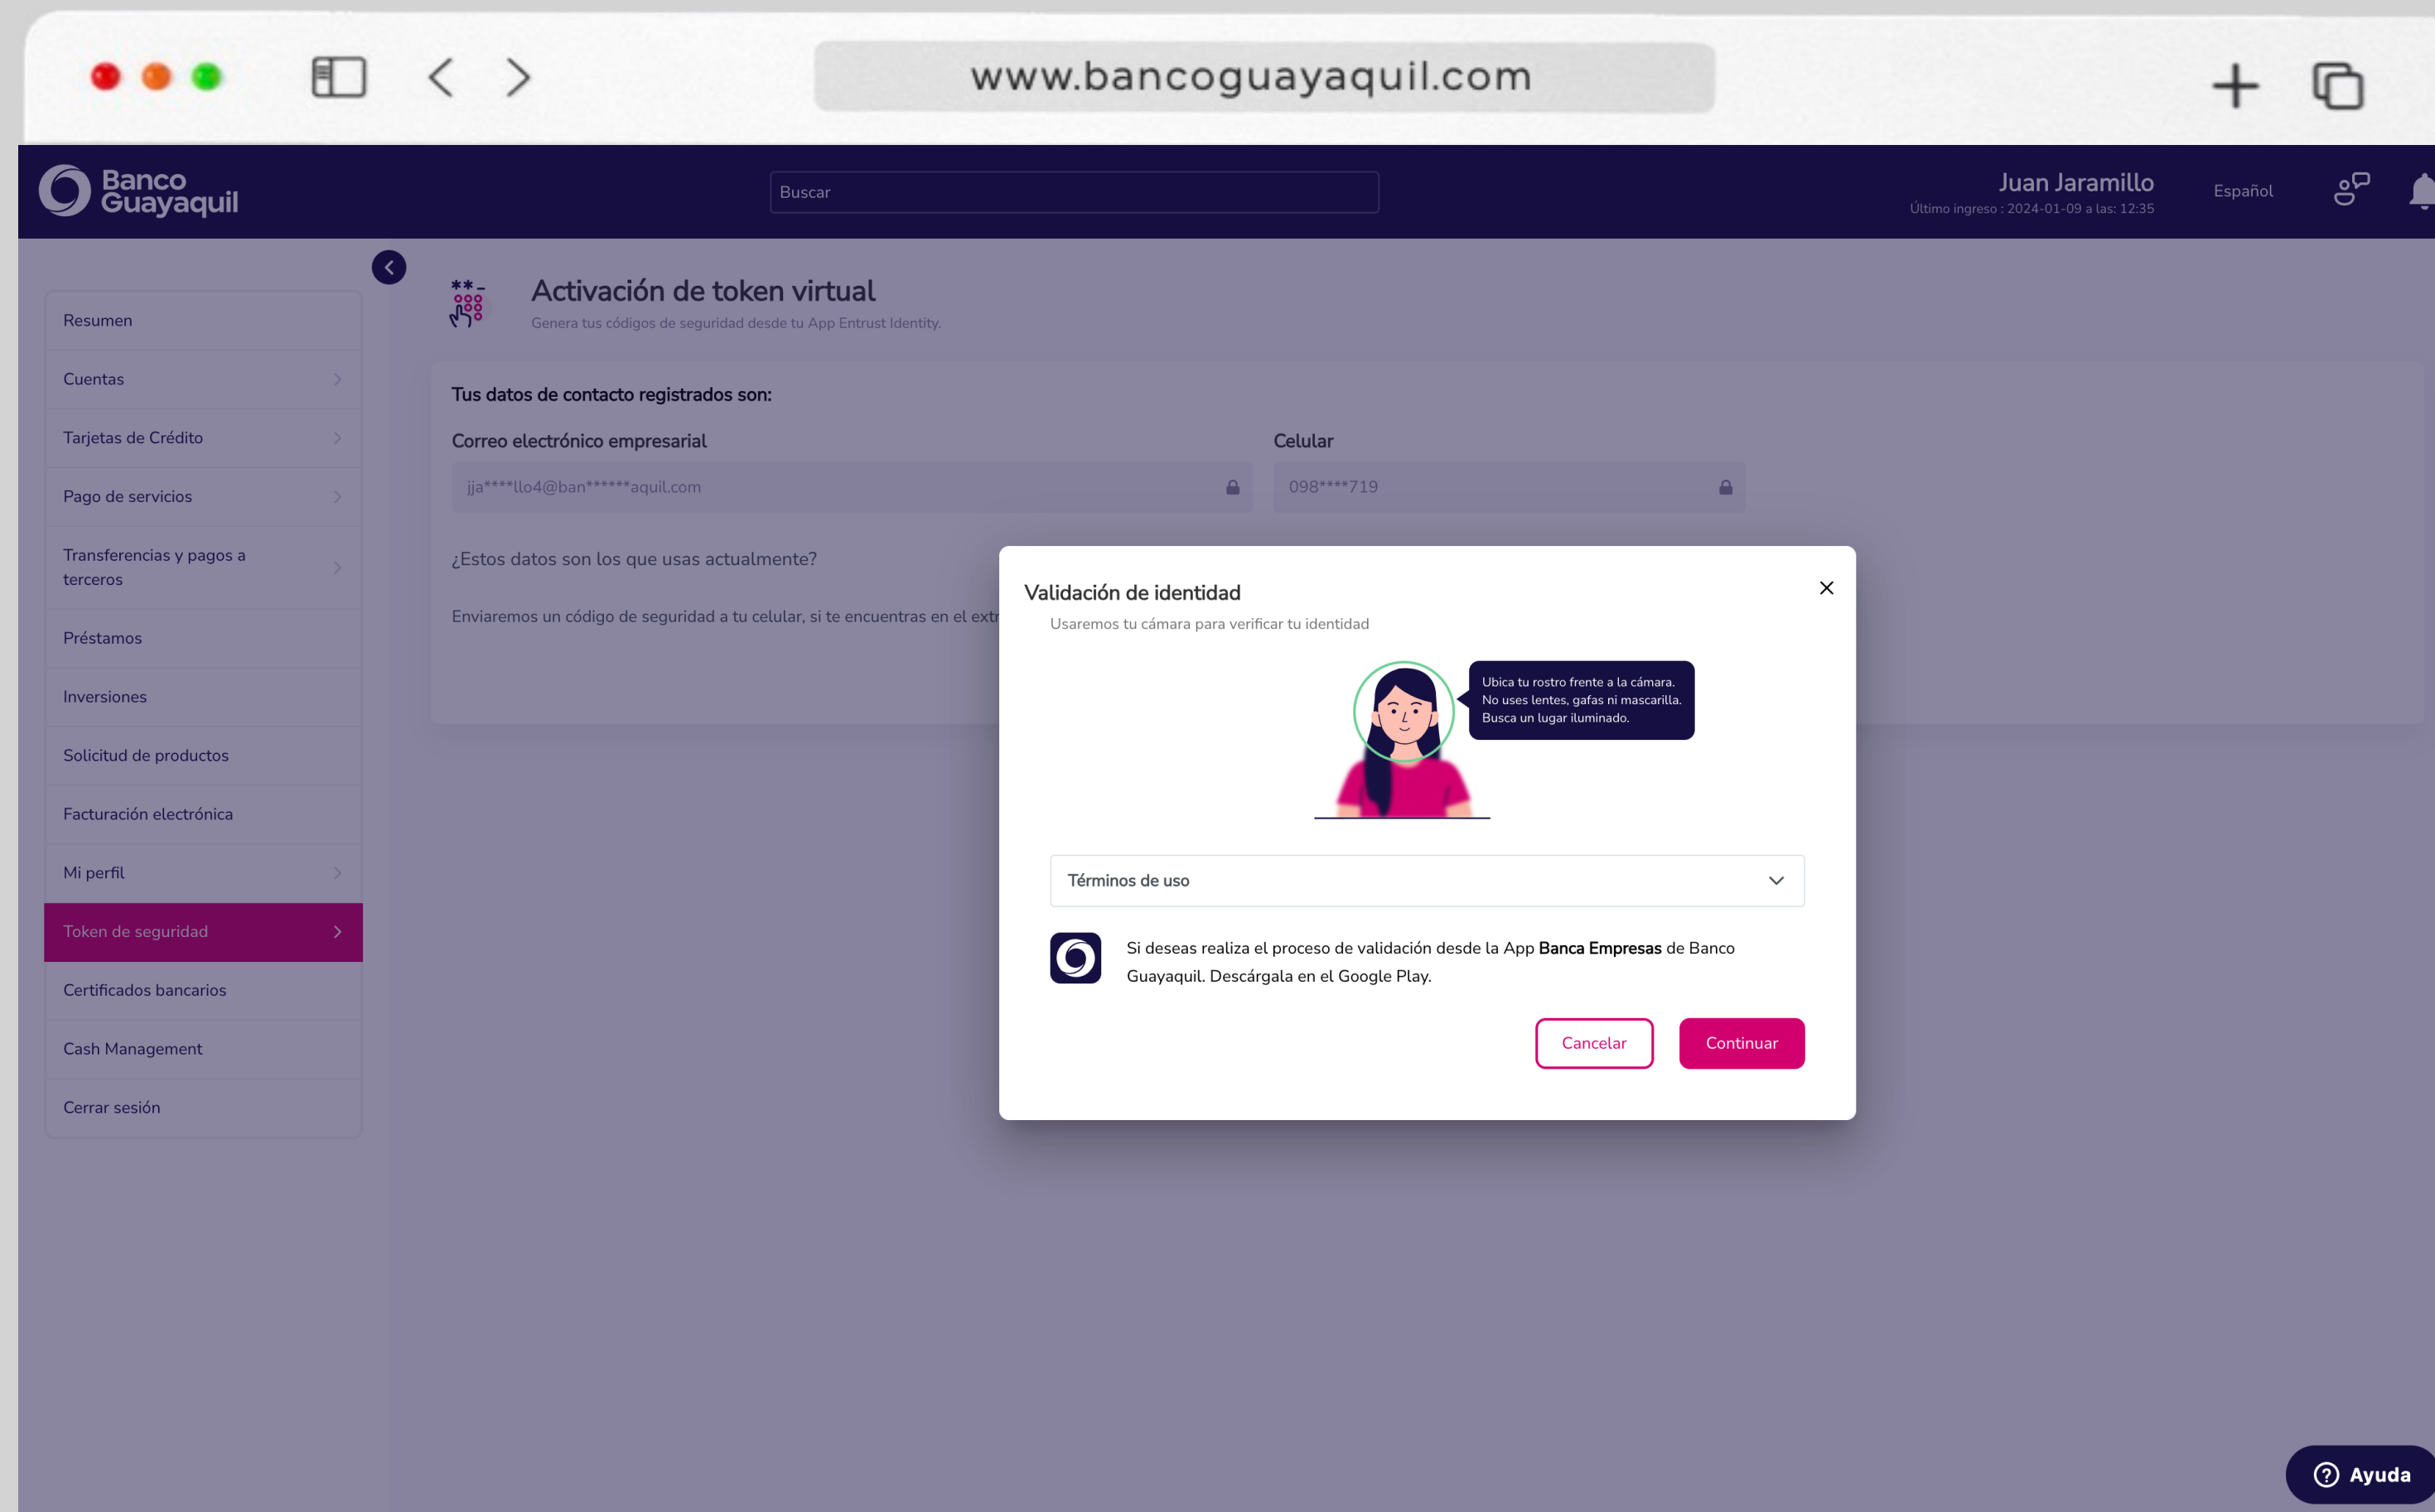 www.bancoguayaquil.com
Banco
Guayaquil
Buscar
Juan Jaramillo
Último ingreso : 2024-01-09 a las: 12:35
Español
Resumen
Cuentas
Tarjetas de Crédito
Pago de servicios
Transferencias y pagos a
terceros
Préstamos
Inversiones
Solicitud de productos
Facturación electrónica
Mi perfil
Token de seguridad
Certificados bancarios
Cash Management
Cerrar sesión
**_
Activación de token virtual
Genera tus códigos de seguridad desde tu App Entrust Identity.
Tus datos de contacto registrados son:
Correo electrónico empresarial
Celular
jja****llo4@ban******aquil.com
098****719
¿Estos datos son los que usas actualmente?
Enviaremos un código de seguridad a tu celular, si te encuentras en el
Validación de identidad
Usaremos tu cámara para verificar tu identidad
Ubica tu rostro frente a la cámara.
No uses lentes, gafas ni mascarilla.
Busca un lugar iluminado.
Términos de uso
Si deseas realiza el proceso de validación desde la App Banca Empresas de Banco
Guayaquil. Descárgala en el Google Play.
Cancelar
Continuar
Ayuda